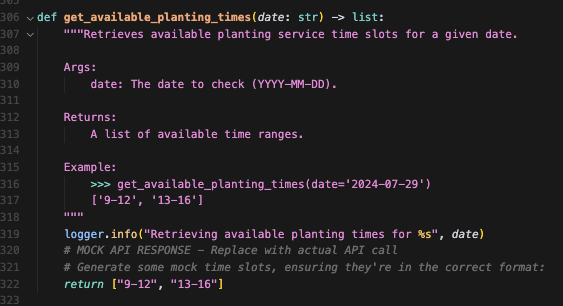 306 def get_available_planting_times(date: str) -> list:
307 """Retrieves available planting service time slots for a given date.
308
309 Args:
310 date: The date to check (YYYY-MM-DD).
311
312 Returns:
313 A list of available time ranges.
314
315 Example:
316 >>> get_available_planting_times(date='2024-07-29')
317 ['9-12', '13-16']
318 """
319 logger.info("Retrieving available planting times for %s", date)
320 # MOCK API RESPONSE - Replace with actual API call
321 # Generate some mock time slots, ensuring they're in the correct format:
322 return ["9-12", "13-16"]
323